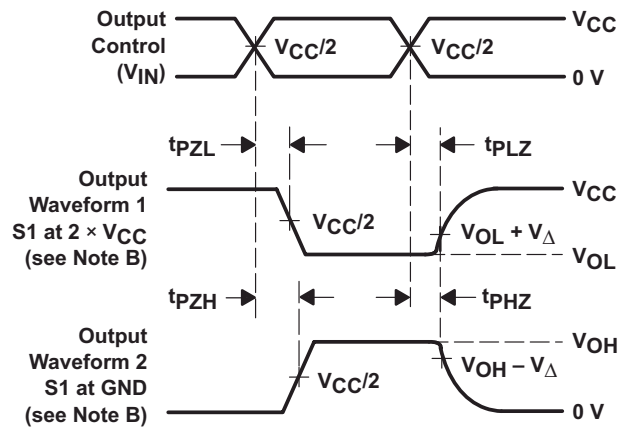 Output
Control
(VIN)
VCC/2
VCC/2
VCC
0 V
tPZL
tPLZ
Output
Waveform 1
S1 at 2 × VCC
(see Note B)
VCC/2
VCC
VOL + VΔ
VOL
tPZH
tPHZ
Output
Waveform 2
S1 at GND
(see Note B)
VCC/2
VOH
VOH − VΔ
0 V